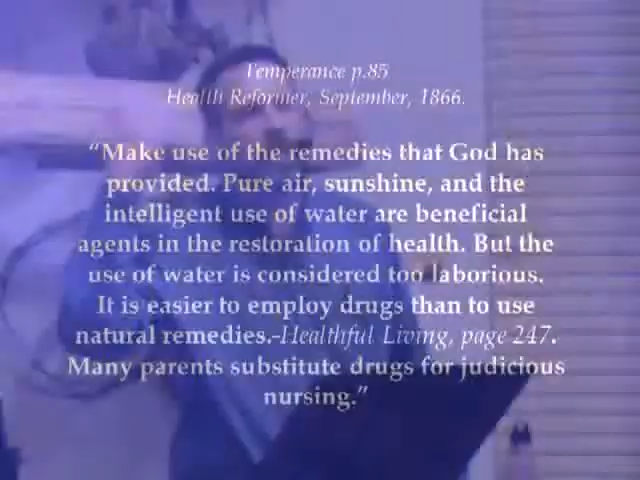 Temperance p.85
Health Reformer, September, 1866.
“Make use of the remedies that God has
provided. Pure air, sunshine, and the
intelligent use of water are beneficial
agents in the restoration of health. But the
use of water is considered too laborious.
It is easier to employ drugs than to use
natural remedies.-Healthful Living, page 247.
Many parents substitute drugs for judicious
nursing.”